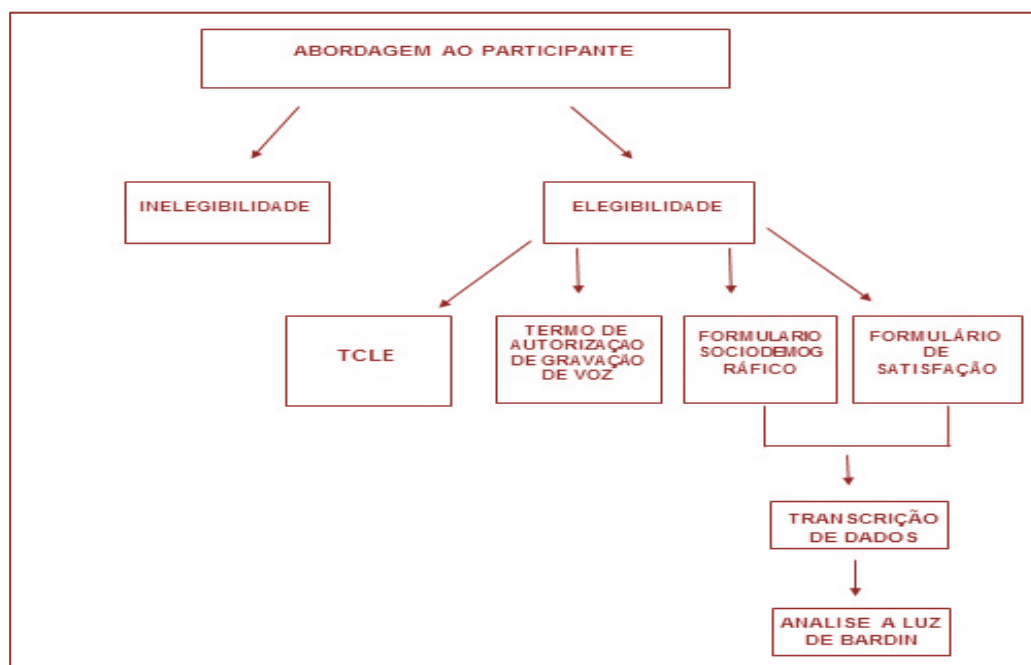 ABORDAGEM AO PARTICIPANTE
INELEGIBILIDADE
ELEGIBILIDADE
TCLE
TERMO DE
AUTORIZAÇAO
DE GRAVAÇÃO
DE VOZ
FORMULARIO
SOCIODEMOG
RÁFICO
FORMULÁRIO
DE
SATISFAÇÃO
TRANSCRIÇÃO
DE DADOS
ANALISE A LUZ
DE BARDIN